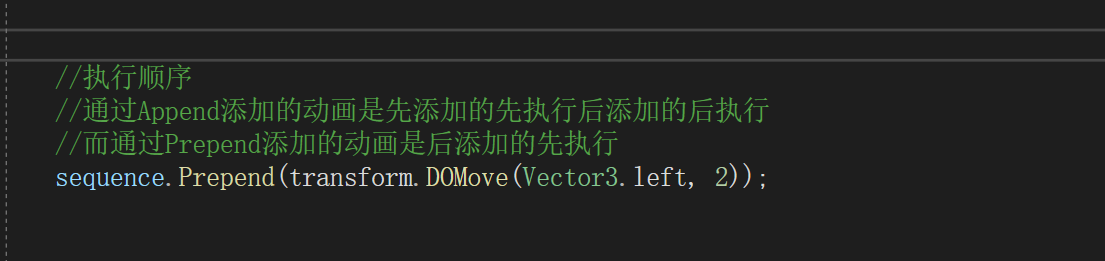 //执行顺序
//通过Append添加的动画是先添加的先执行后添加的后执行
//而通过Prepend添加的动画是后添加的先执行
sequence.Prepend(transform.DOMove(Vector3.left, 2));